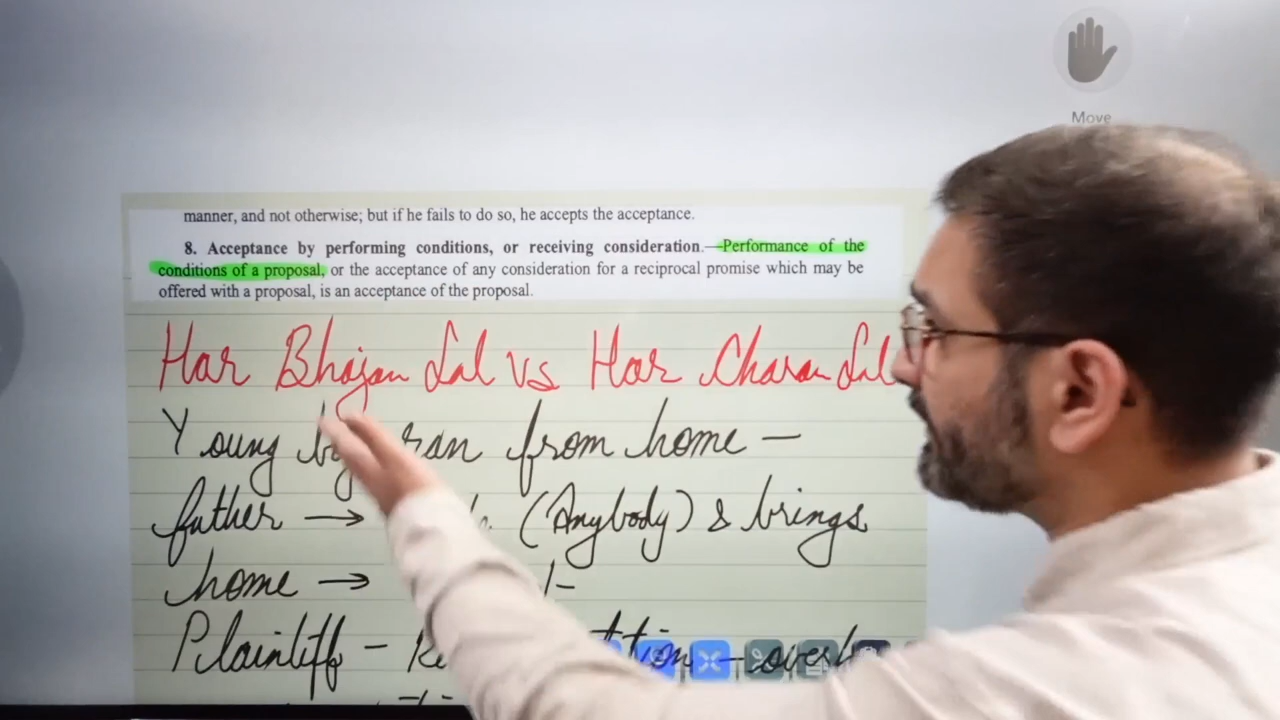 Move
manner, and not otherwise; but if he fails to do so, he accepts the acceptance.
8. Acceptance by performing conditions, or receiving consideration.—Performance of the
conditions of a proposal, or the acceptance of any consideration for a reciprocal promise which may be
offered with a proposal, is an acceptance of the proposal.
Har Bhajan Lal vs Har Charan Lal
Young ran from home —
father → (Anybody) & brings
home →
Plaintiff -